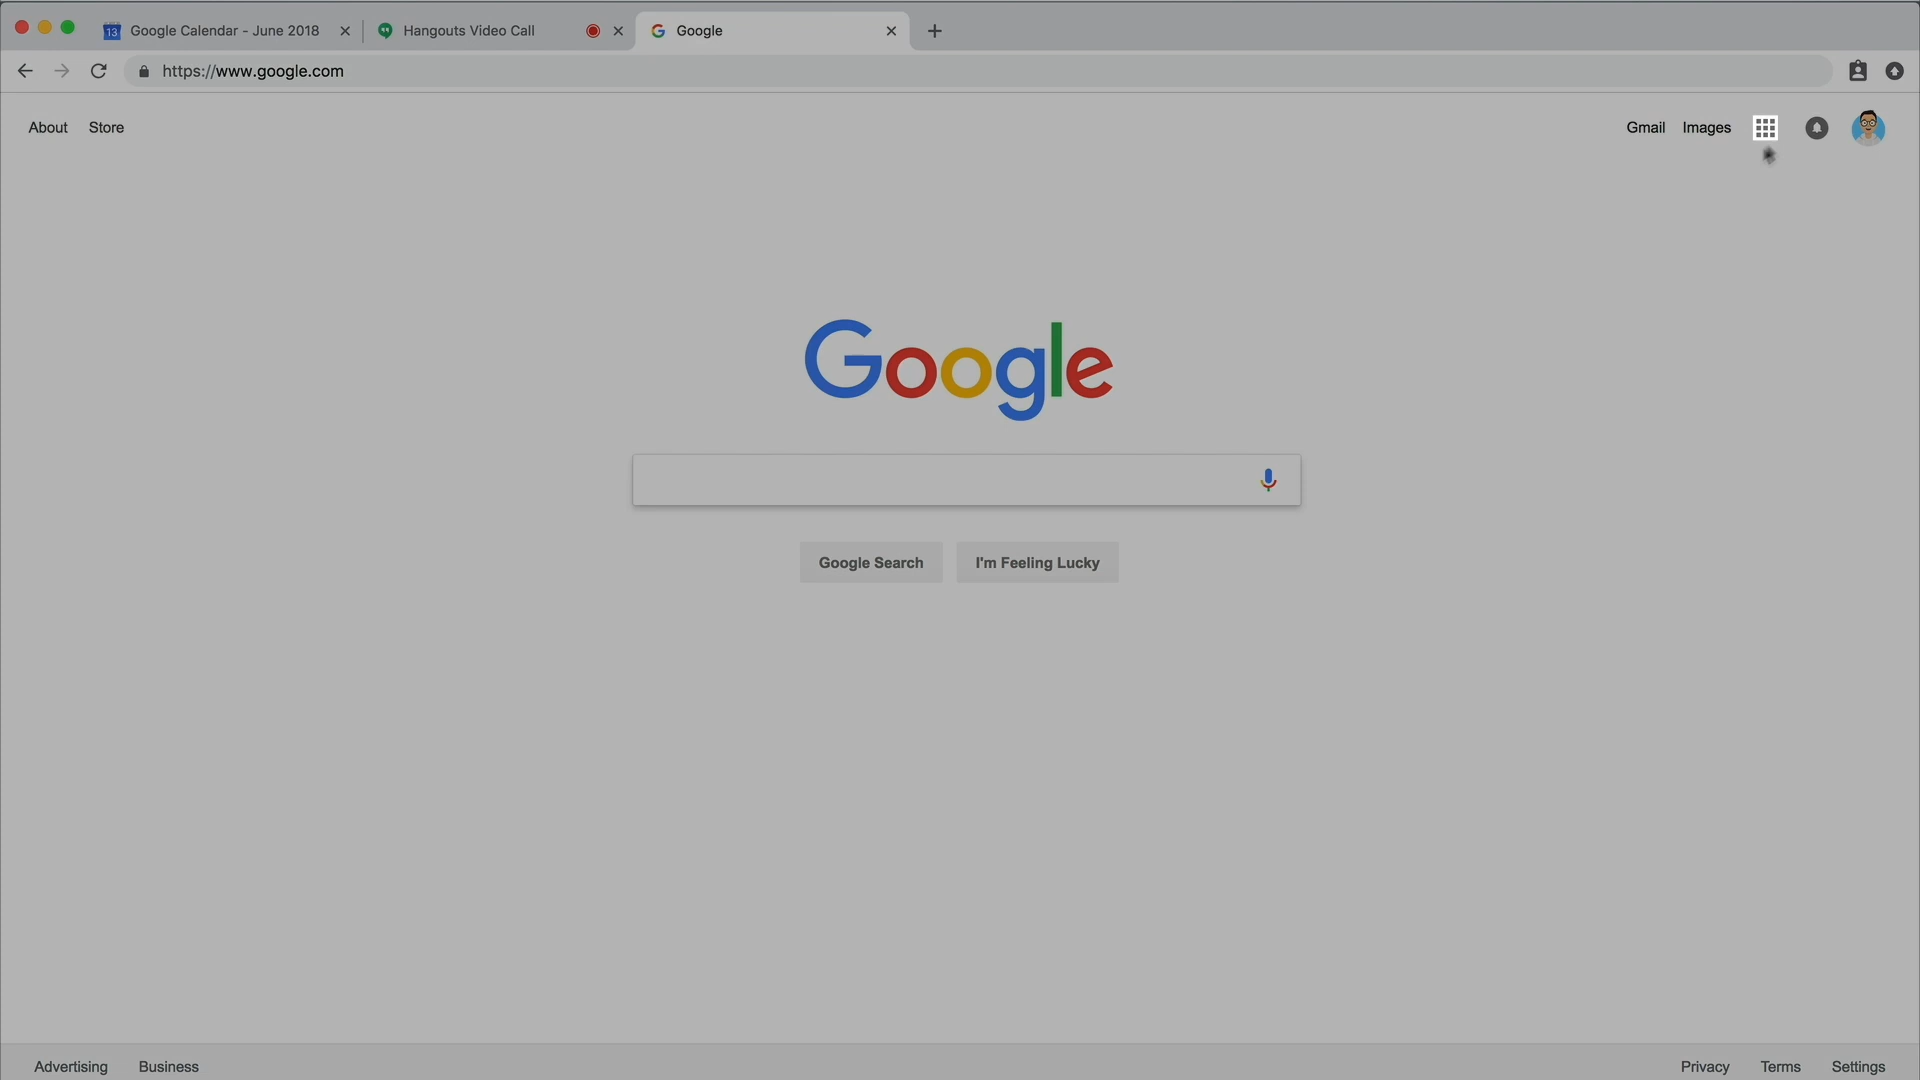 13 Google Calendar - June 2018 Hangouts Video Call Google
https://www.google.com
About Store Gmail Images
Google
Google Search I'm Feeling Lucky
Advertising Business Privacy Terms Settings